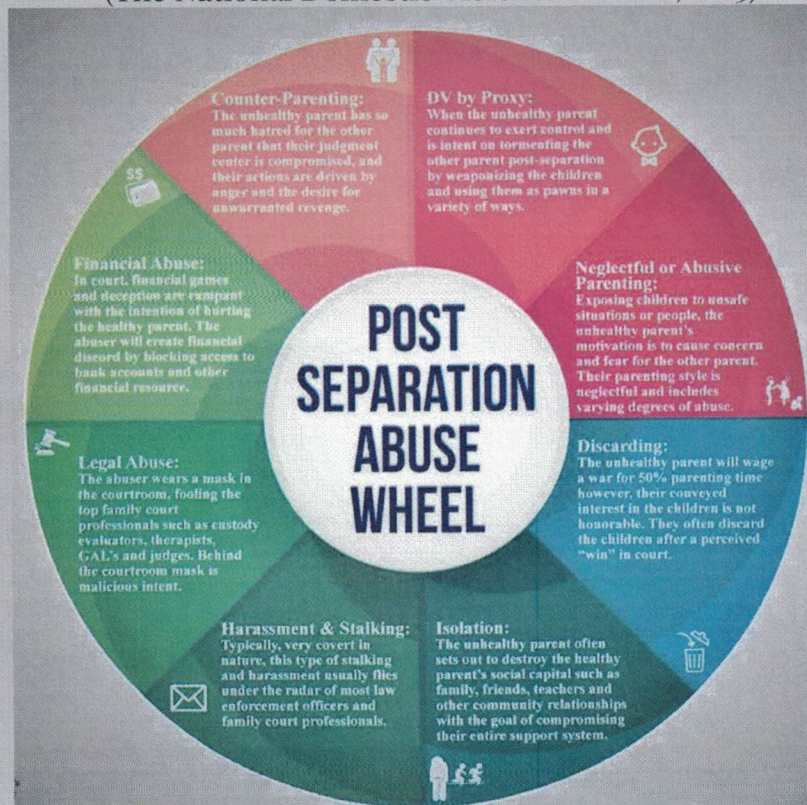 Counter-Parenting:
The unhealthy parent has so
much hatred for the other
parent that their judgment
center is compromised, and
their actions are driven by
anger and the desire for
unwarranted revenge.
DV by Proxy:
When the unhealthy parent
continues to exert control and
is intent on tormenting the
other parent post-separation
by weaponizing the children
and using them as pawns in a
variety of ways.
$$
Financial Abuse:
In court, financial games
and deception are rampant
with the intention of hurting
the healthy parent. The
abuser will create financial
discord by blocking access to
bank accounts and other
financial resource.
Neglectful or Abusive
Parenting:
Exposing children to unsafe
situations or people, the
unhealthy parent's
motivation is to cause concern
and fear for the other parent.
Their parenting style is
neglectful and includes
varying degrees of abuse.
POST
SEPARATION
ABUSE
WHEEL
Legal Abuse:
The abuser wears a mask in
the courtroom, fooling the
top family court
professionals such as custody
evaluators, therapists,
GAL's and judges. Behind
the courtroom mask is
malicious intent.
Discarding:
The unhealthy parent will wage
a war for 50% parenting time
however, their conveyed
interest in the children is not
honorable. They often discard
the children after a perceived
"win" in court.
Harassment & Stalking:
Typically, very covert in
nature, this type of stalking
and harassment usually flies
under the radar of most law
enforcement officers and
family court professionals.
Isolation:
The unhealthy parent often
sets out to destroy the healthy
parent's social capital such as
family, friends, teachers and
other community relationships
with the goal of compromising
their entire support system.